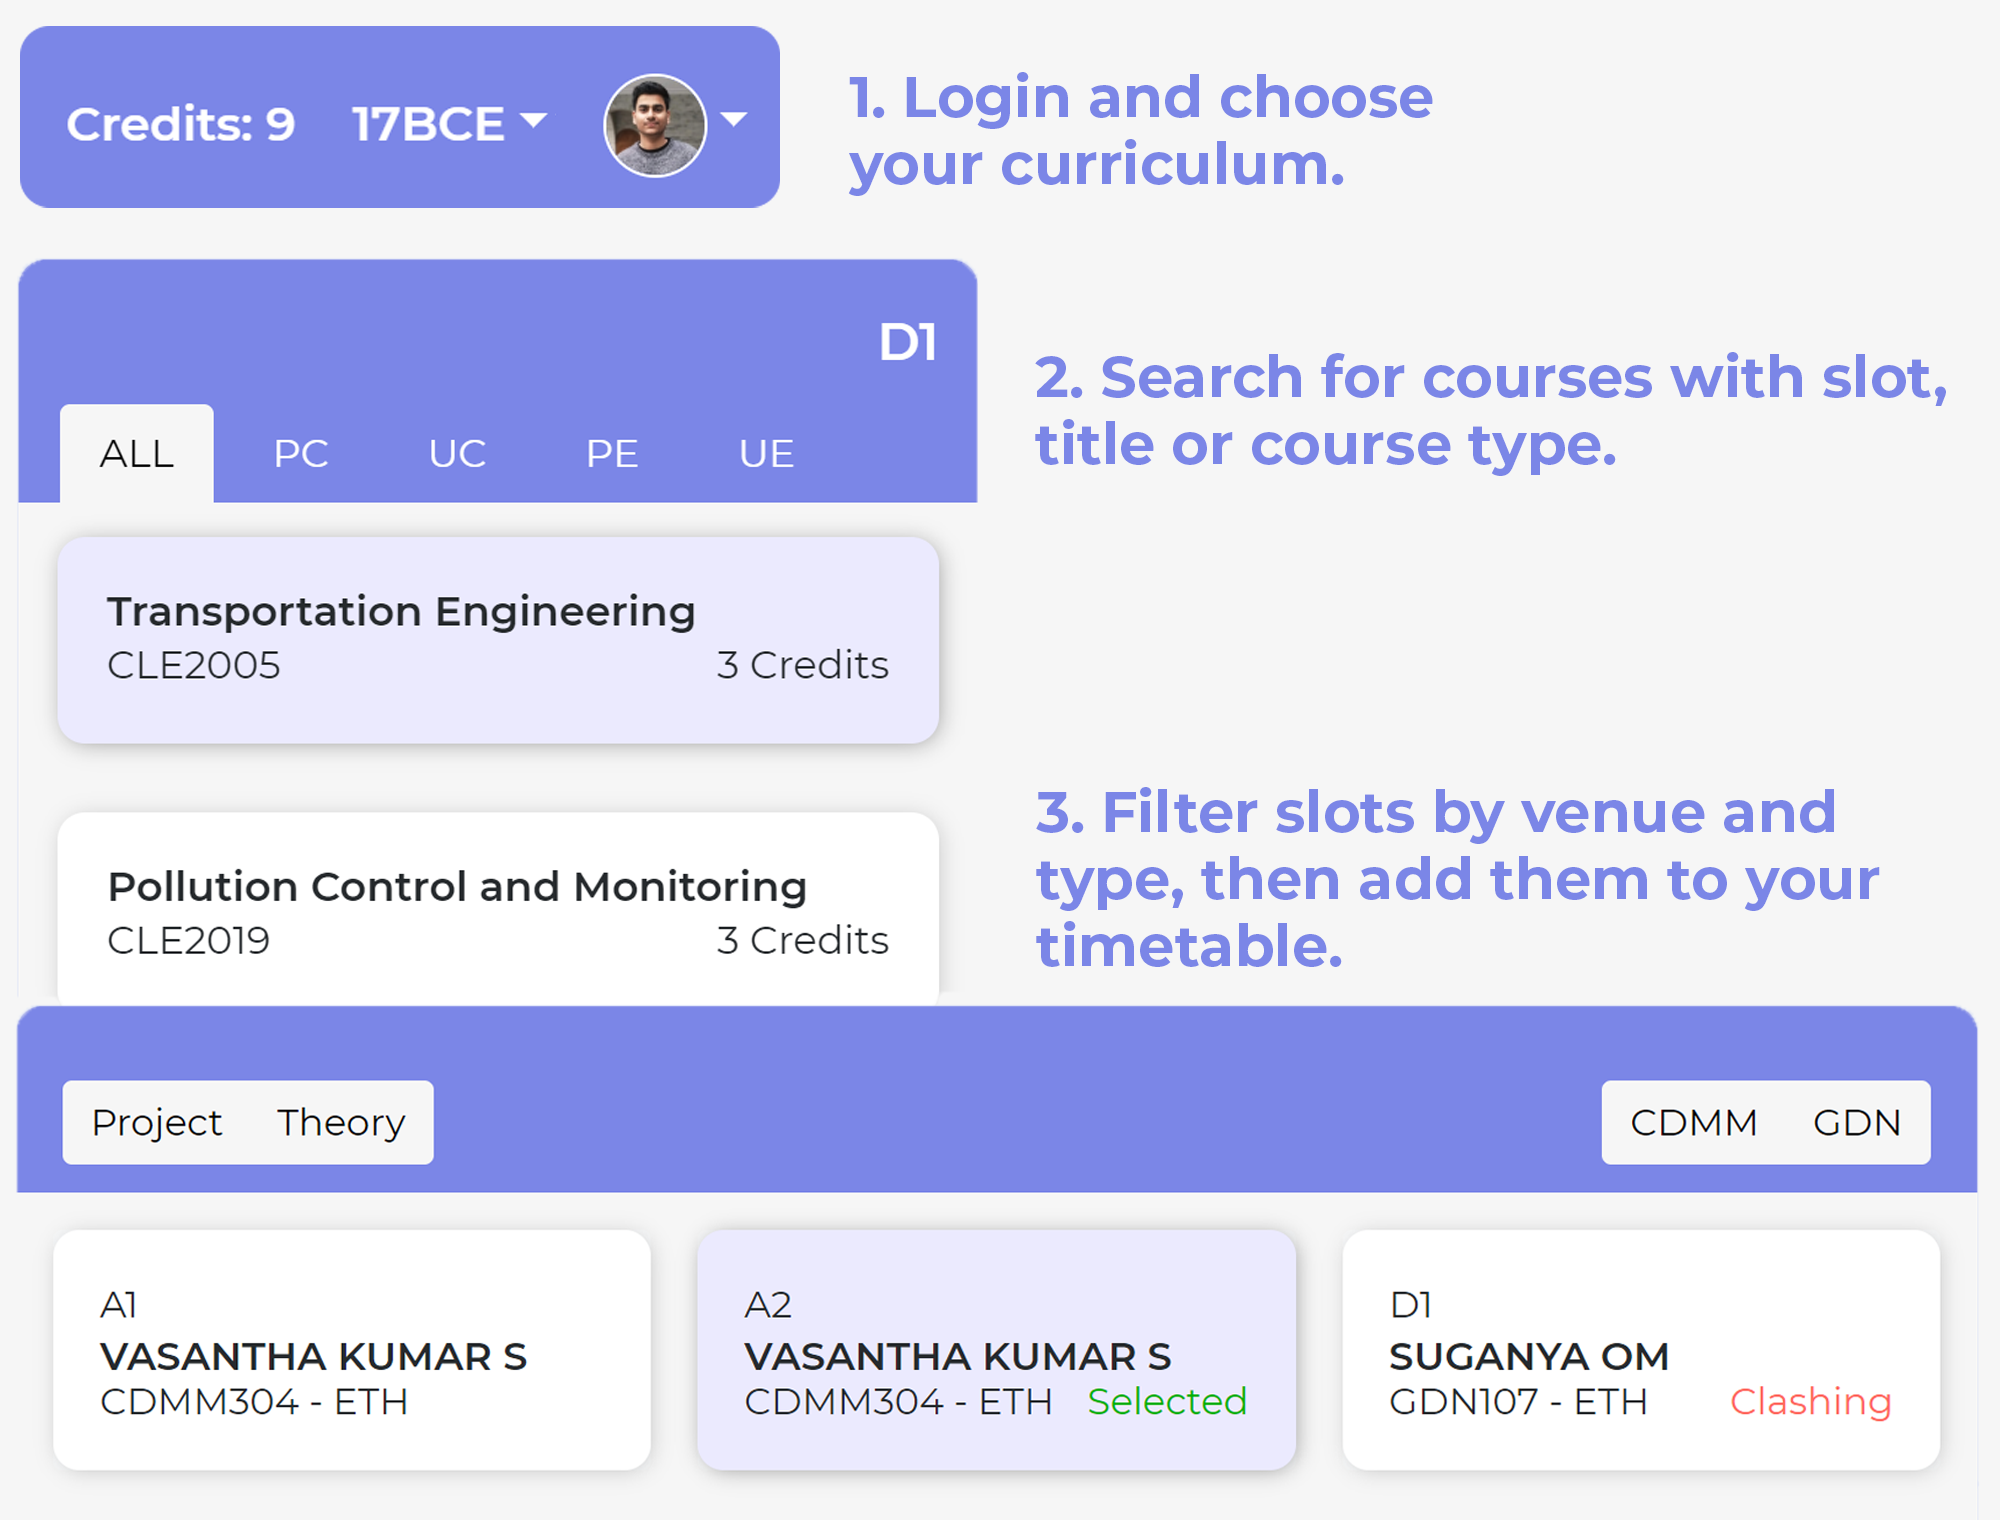 Credits: 9 17BCE
1. Login and choose
your curriculum.
D1
ALL PC UC PE UE
2. Search for courses with slot,
title or course type.
Transportation Engineering
CLE2005 3 Credits
Pollution Control and Monitoring
CLE2019 3 Credits
3. Filter slots by venue and
type, then add them to your
timetable.
Project Theory CDMM GDN
A1
VASANTHA KUMAR S
CDMM304 - ETH
A2
VASANTHA KUMAR S
CDMM304 - ETH Selected
D1
SUGANYA OM
GDN107 - ETH Clashing